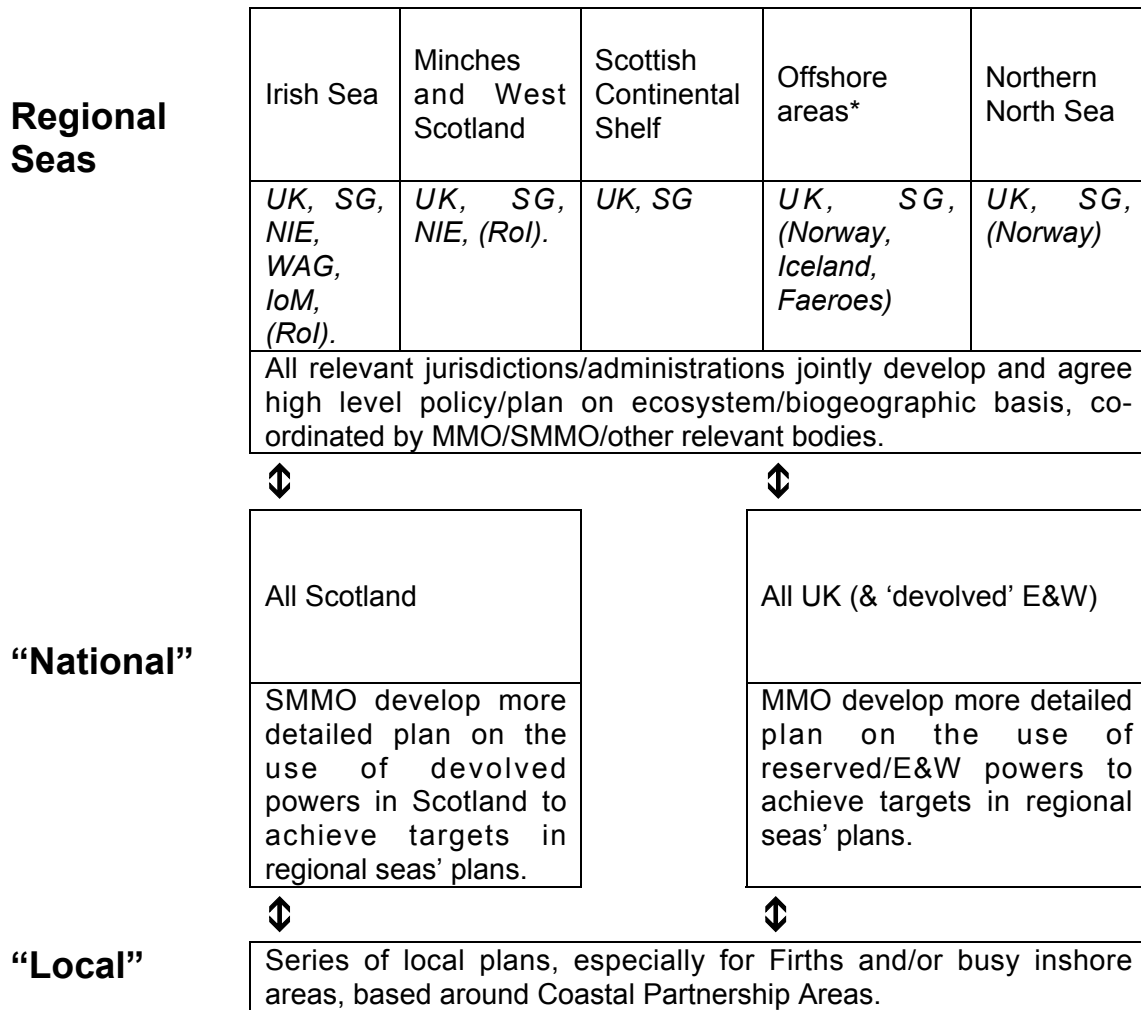 Regional
Seas
Irish Sea
Minches
and West
Scotland
Scottish
Continental
Shelf
Offshore
areas*
Northern
North Sea
UK, SG,
NIE,
WAG,
IoM,
(RoI).
UK, SG,
NIE, (RoI).
UK, SG
UK, SG,
(Norway,
Iceland,
Faeroes)
UK, SG,
(Norway)
All relevant jurisdictions/administrations jointly develop and agree
high level policy/plan on ecosystem/biogeographic basis, co-
ordinated by MMO/SMMO/other relevant bodies.
“National”
All Scotland
SMMO develop more
detailed plan on the
use of devolved
powers in Scotland to
achieve targets in
regional seas’ plans.
All UK (& ‘devolved’ E&W)
MMO develop more detailed
plan on the use of
reserved/E&W powers to
achieve targets in regional
seas’ plans.
“Local”
Series of local plans, especially for Firths and/or busy inshore
areas, based around Coastal Partnership Areas.